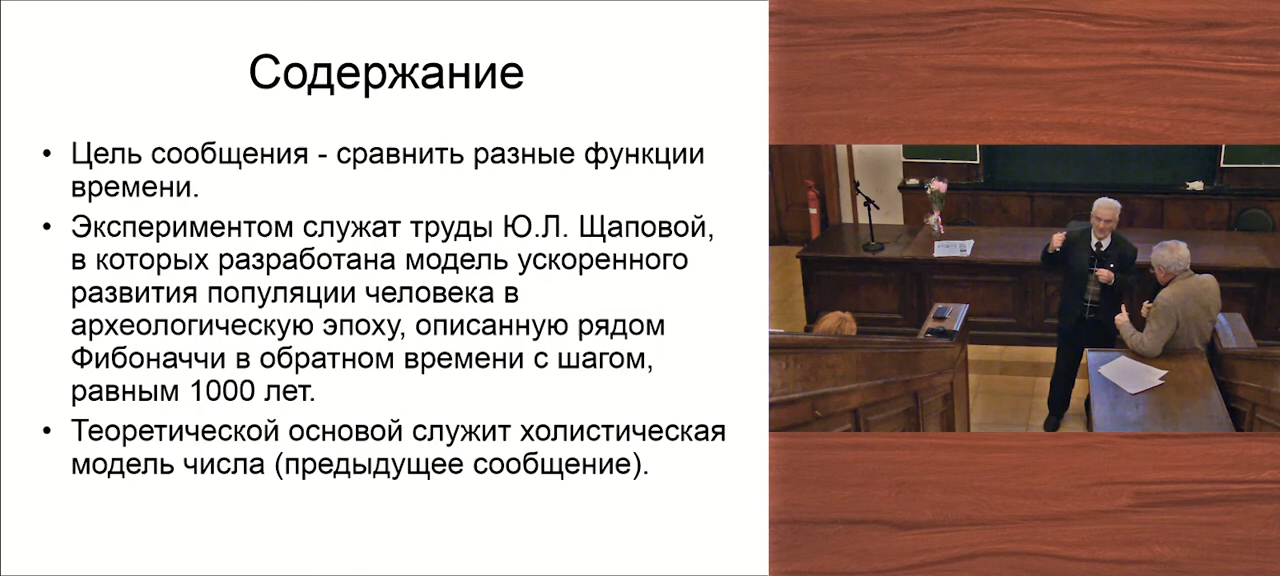 Содержание
• Цель сообщения - сравнить разные функции
времени.
• Экспериментом служат труды Ю.Л. Щаповой,
в которых разработана модель ускоренного
развития популяции человека в
археологическую эпоху, описанную рядом
Фибоначчи в обратном времени с шагом,
равным 1000 лет.
• Теоретической основой служит холистическая
модель числа (предыдущее сообщение).